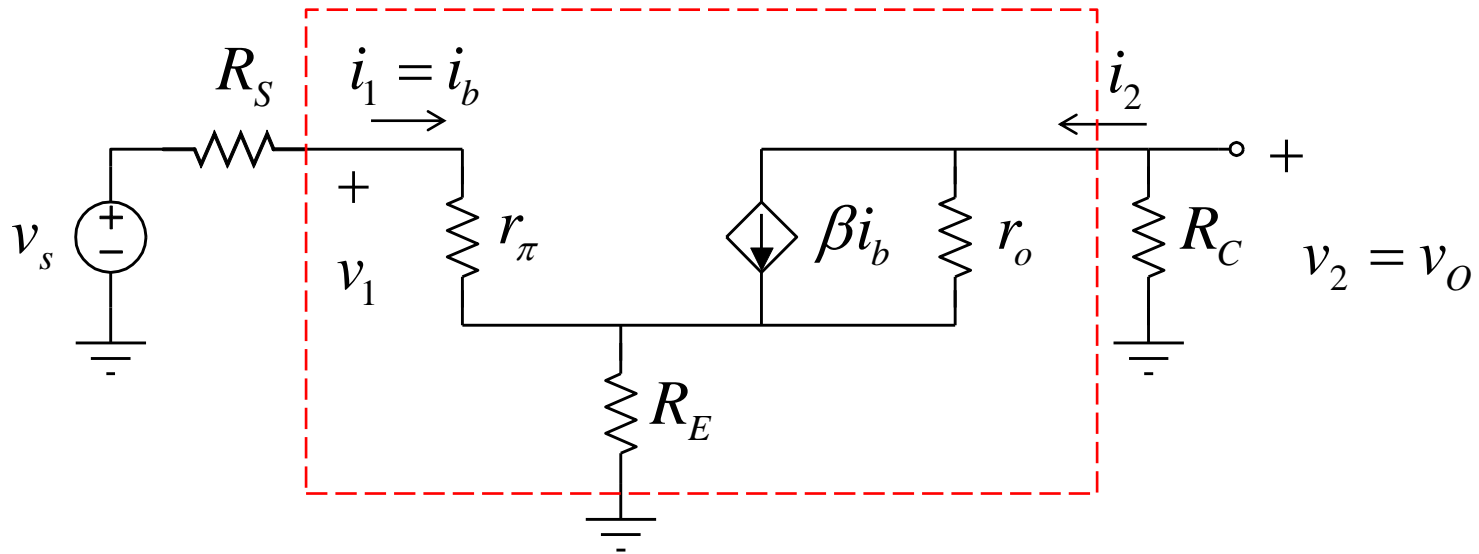 R_S
i_1 = i_b
i_2
+
−
v_s
+
v_1
r_π
βi_b
r_o
R_C
+
v_2 = v_O
R_E